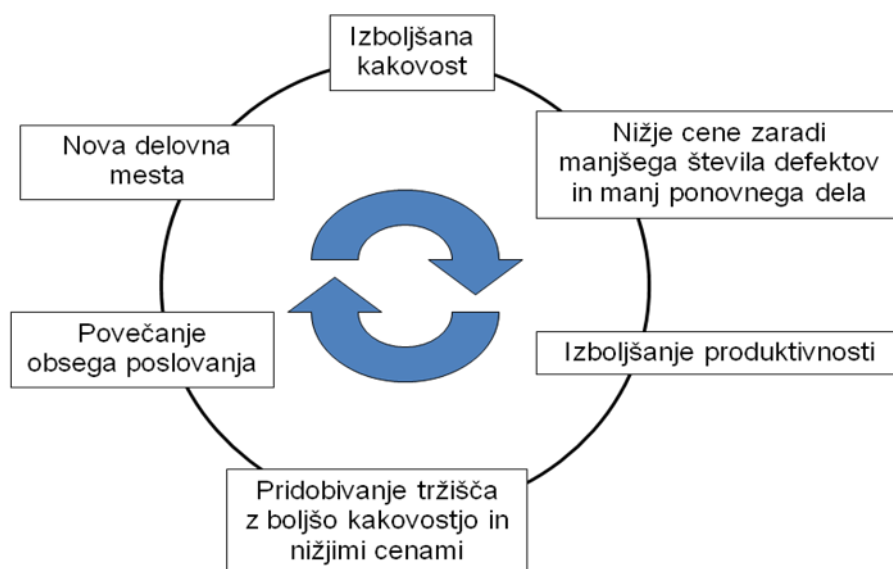 Izboljšana
kakovost
Nižje cene zaradi
manjšega števila defektov
in manj ponovnega dela
Izboljšanje produktivnosti
Pridobivanje tržišča
z boljšo kakovostjo in
nižjimi cenami
Povečanje
obsega poslovanja
Nova delovna
mesta